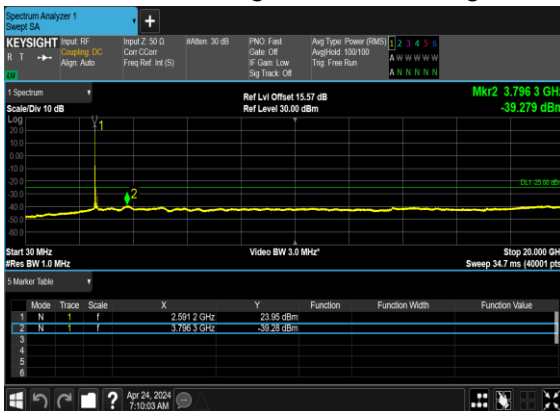 Spectrum Analyzer 1
Swept SA
+
KEYSIGHT Input: RF Input Z: 50 Ω #Atten: 30 dB PNO: Fast Avg Type: Power (RMS) 1 2 3 4 5 6
R T Coupling: DC Corr CCorr Gate: Off Avg|Hold: 100/100 A W W W W W
Align: Auto Freq Ref: Int (S) IF Gain: Low Trig: Free Run
Sig Track: Off A N N N N N
1 Spectrum Ref Lvl Offset 15.57 dB Mkr2 3.796 3 GHz
Scale/Div 10 dB Ref Level 30.00 dBm -39.279 dBm
Log
1
20.0
10.0
0.00
-10.0
-20.0 DL1 -25.00 dBm
-30.0
2
-40.0
-50.0
-60.0
Start 30 MHz Video BW 3.0 MHz* Stop 20.000 GHz
#Res BW 1.0 MHz Sweep 34.7 ms (40001 pts)
5 Marker Table
Mode Trace Scale X Y Function Function Width Function Value
1 N 1 f 2.591 2 GHz 23.95 dBm
2 N 1 f 3.796 3 GHz -39.28 dBm
3
4
5
6
? Apr 24, 2024
7:10:03 AM